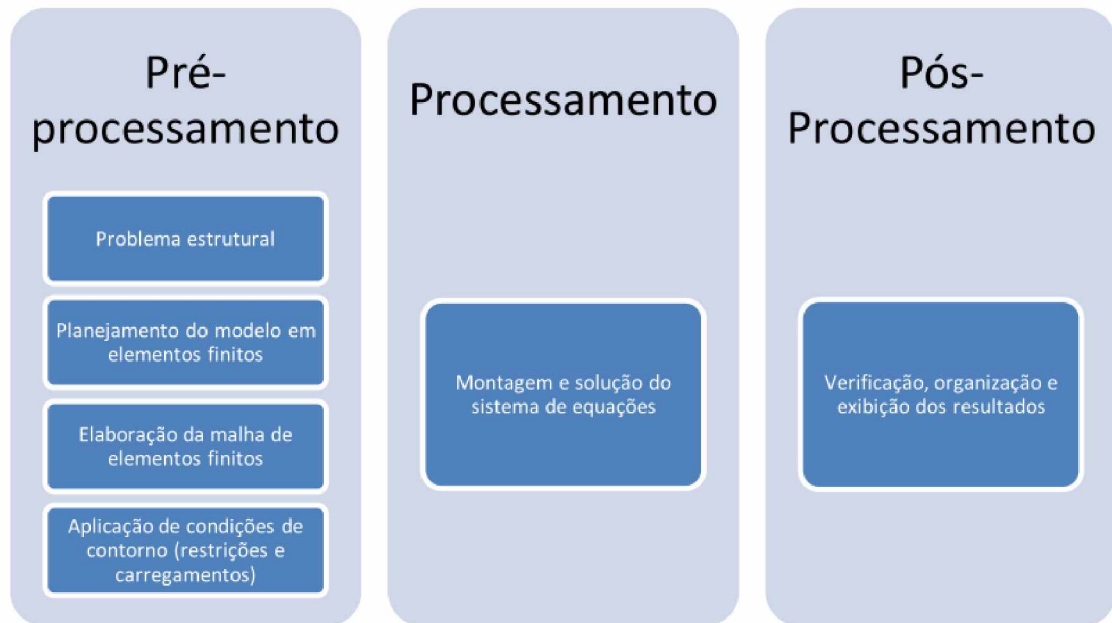 Pré-
processamento
Problema estrutural
Planejamento do modelo em
elementos finitos
Elaboração da malha de
elementos finitos
Aplicação de condições de
contorno (restrições e
carregamentos)
Processamento
Montagem e solução do
sistema de equações
Pós-
Processamento
Verificação, organização e
exibição dos resultados